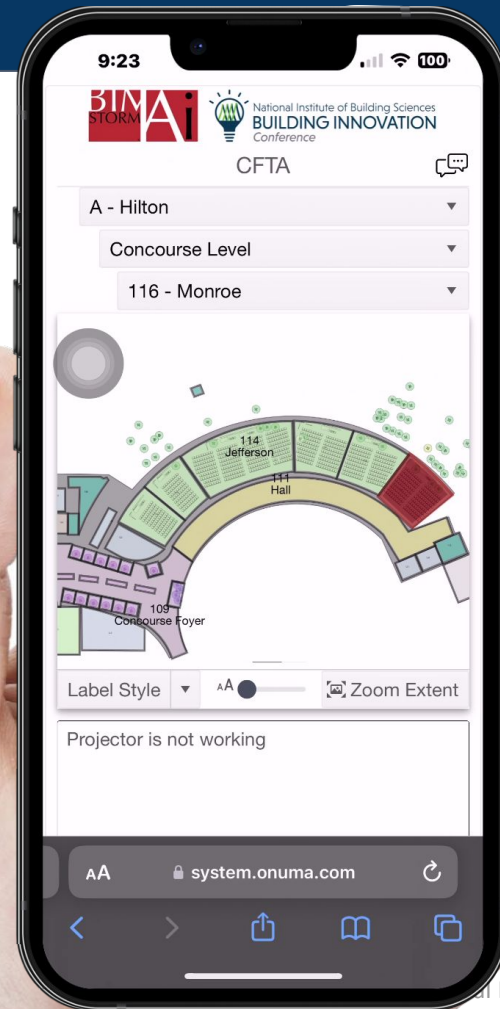 9:23
100
BIM
STORM
Ai
National Institute of Building Sciences
BUILDING INNOVATION
Conference
CFTA
A - Hilton
Concourse Level
116 - Monroe
114
Jefferson
111
Hall
109
Concourse Foyer
Label Style
AA
Zoom Extent
Projector is not working
AA
system.onuma.com